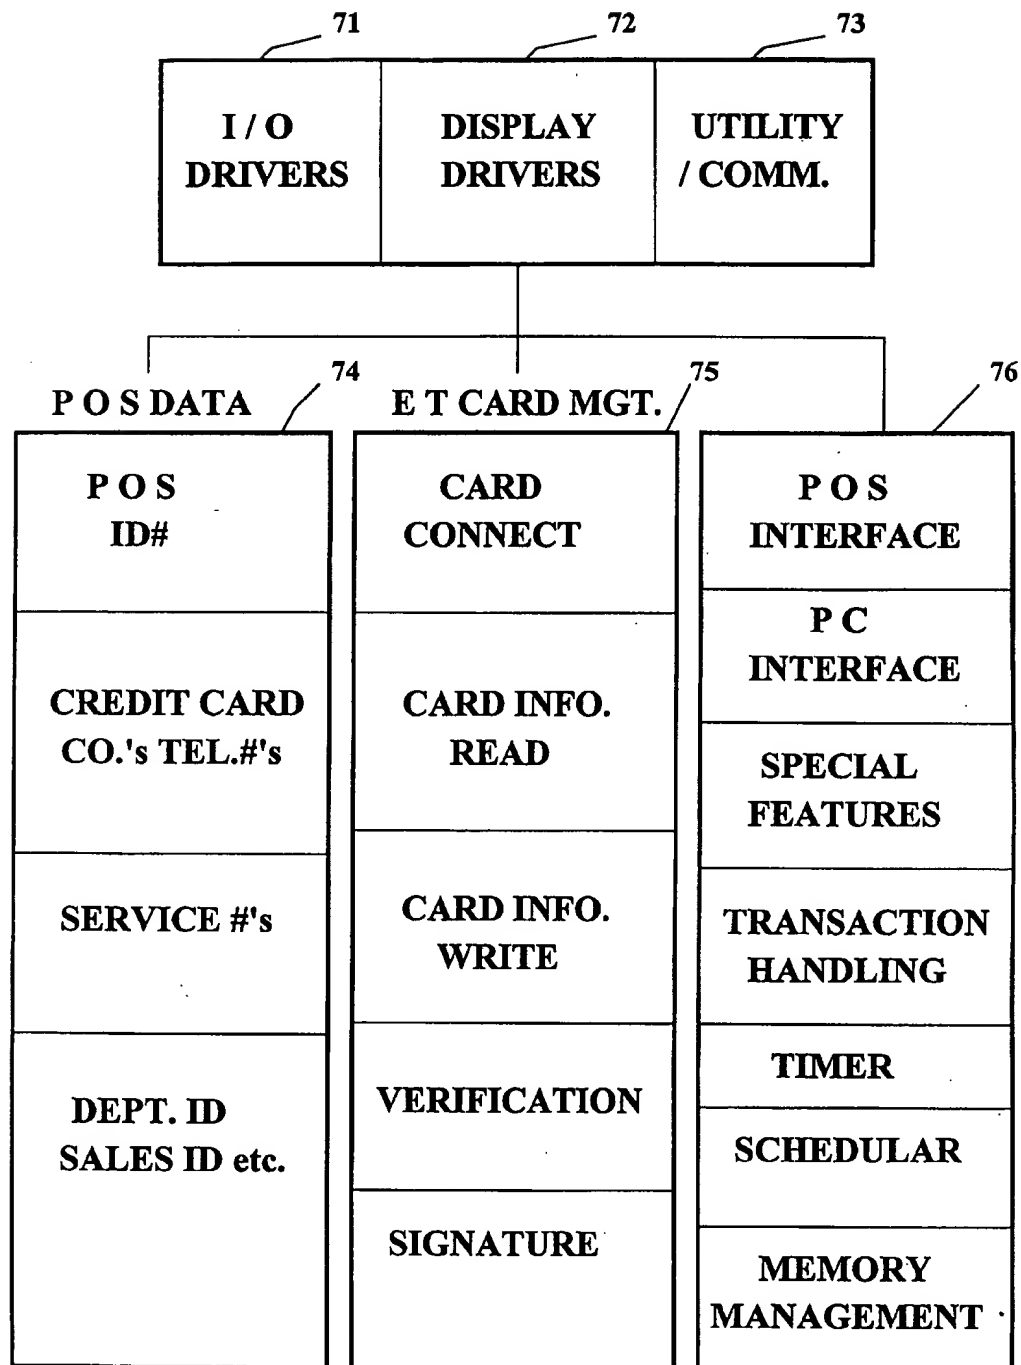 71
72
73
I / O
DRIVERS
DISPLAY
DRIVERS
UTILITY
/ COMM.
74
P O S DATA
P O S
ID#
CREDIT CARD
CO.'s TEL.#'s
SERVICE #'s
DEPT. ID
SALES ID etc.
75
E T CARD MGT.
CARD
CONNECT
CARD INFO.
READ
CARD INFO.
WRITE
VERIFICATION
SIGNATURE
76
P O S
INTERFACE
P C
INTERFACE
SPECIAL
FEATURES
TRANSACTION
HANDLING
TIMER
SCHEDULAR
MEMORY
MANAGEMENT